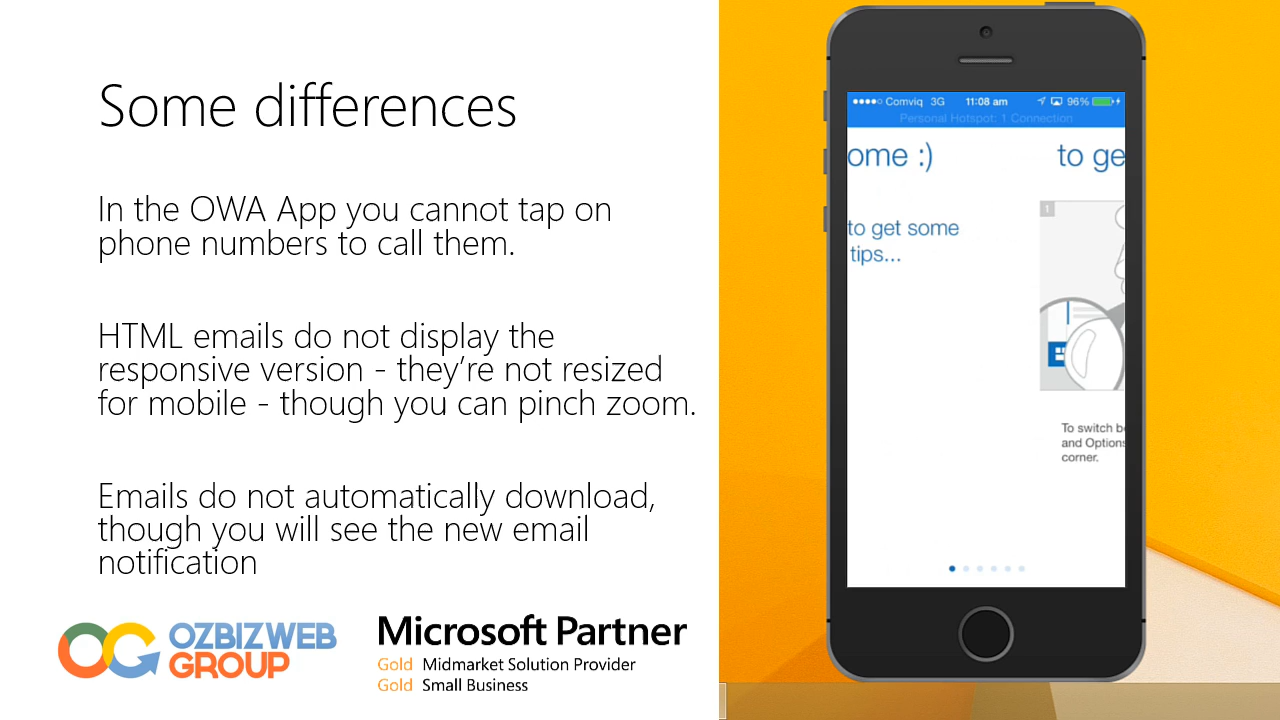 Some differences
In the OWA App you cannot tap on
phone numbers to call them.
HTML emails do not display the
responsive version - they’re not resized
for mobile - though you can pinch zoom.
Emails do not automatically download,
though you will see the new email
notification
OZBIZWEB
GROUP
Microsoft Partner
Gold Midmarket Solution Provider
Gold Small Business
Comviq 3G 11:08 am 96%
Personal Hotspot: 1 Connection
ome :)
to get some
tips...
to ge
1
To switch b
and Options
corner.